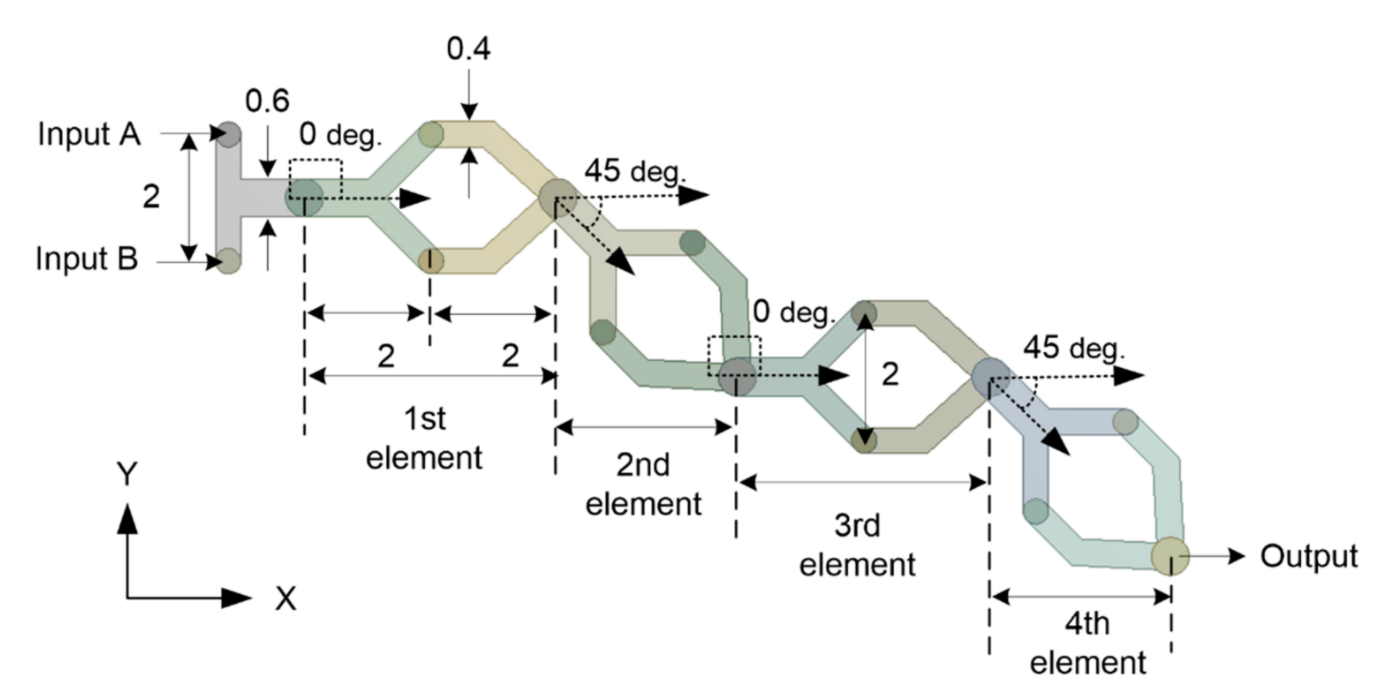 0.4
0.6
Input A
0 deg.
45 deg.
2
Input B
0 deg.
2
2
45 deg.
2
1st
element
2nd
element
3rd
element
Y
X
Output
4th
element